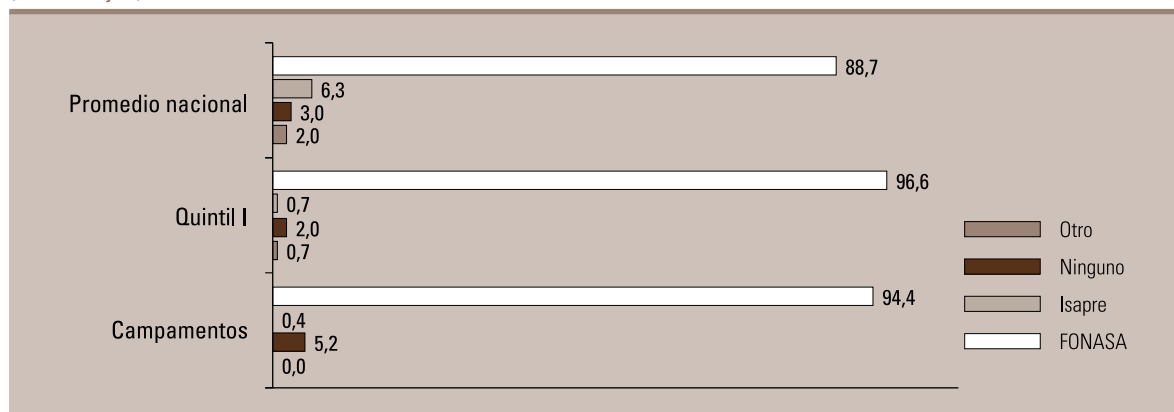 88,7
Promedio nacional
6,3
3,0
2,0
96,6
Quintil I
0,7
2,0
0,7
94,4
Campamentos
0,4
5,2
0,0
Otro
Ninguno
Isapre
FONASA